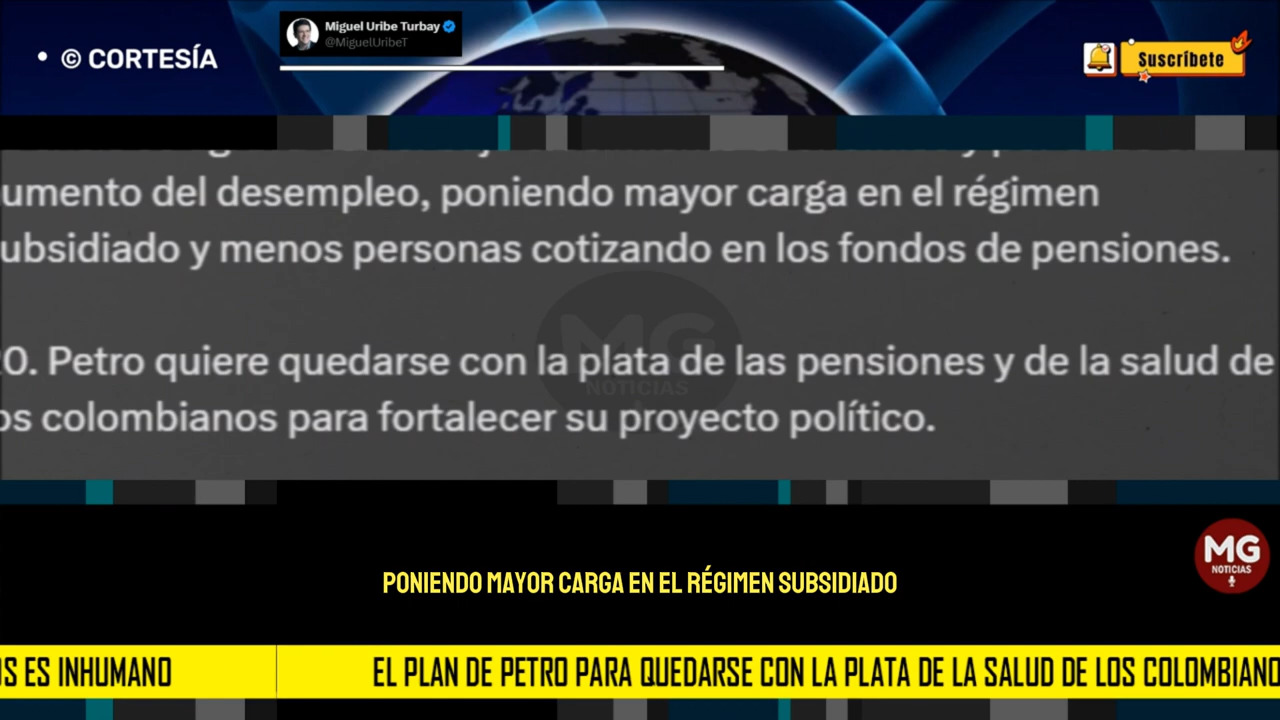 • © CORTESÍA
Miguel Uribe Turbay
@MiguelUribeT
Suscríbete
umento del desempleo, poniendo mayor carga en el régimen
ubsidiado y menos personas cotizando en los fondos de pensiones.
MG
NOTICIAS
0. Petro quiere quedarse con la plata de las pensiones y de la salud de
os colombianos para fortalecer su proyecto político.
MG
NOTICIAS
PONIENDO MAYOR CARGA EN EL RÉGIMEN SUBSIDIADO
OS ES INHUMANO
EL PLAN DE PETRO PARA QUEDARSE CON LA PLATA DE LA SALUD DE LOS COLOMBIANO